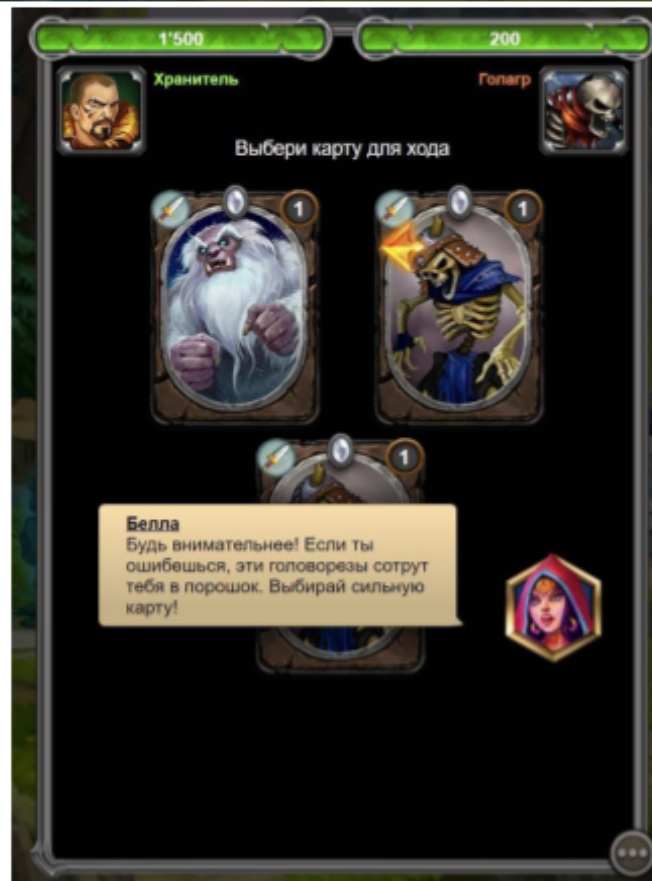 1'500
200
Хранитель
Голагр
Выбери карту для хода
1
1
1
Белла
Будь внимательнее! Если ты
ошибешься, эти головорезы сотрут
тебя в порошок. Выбирай сильную
карту!